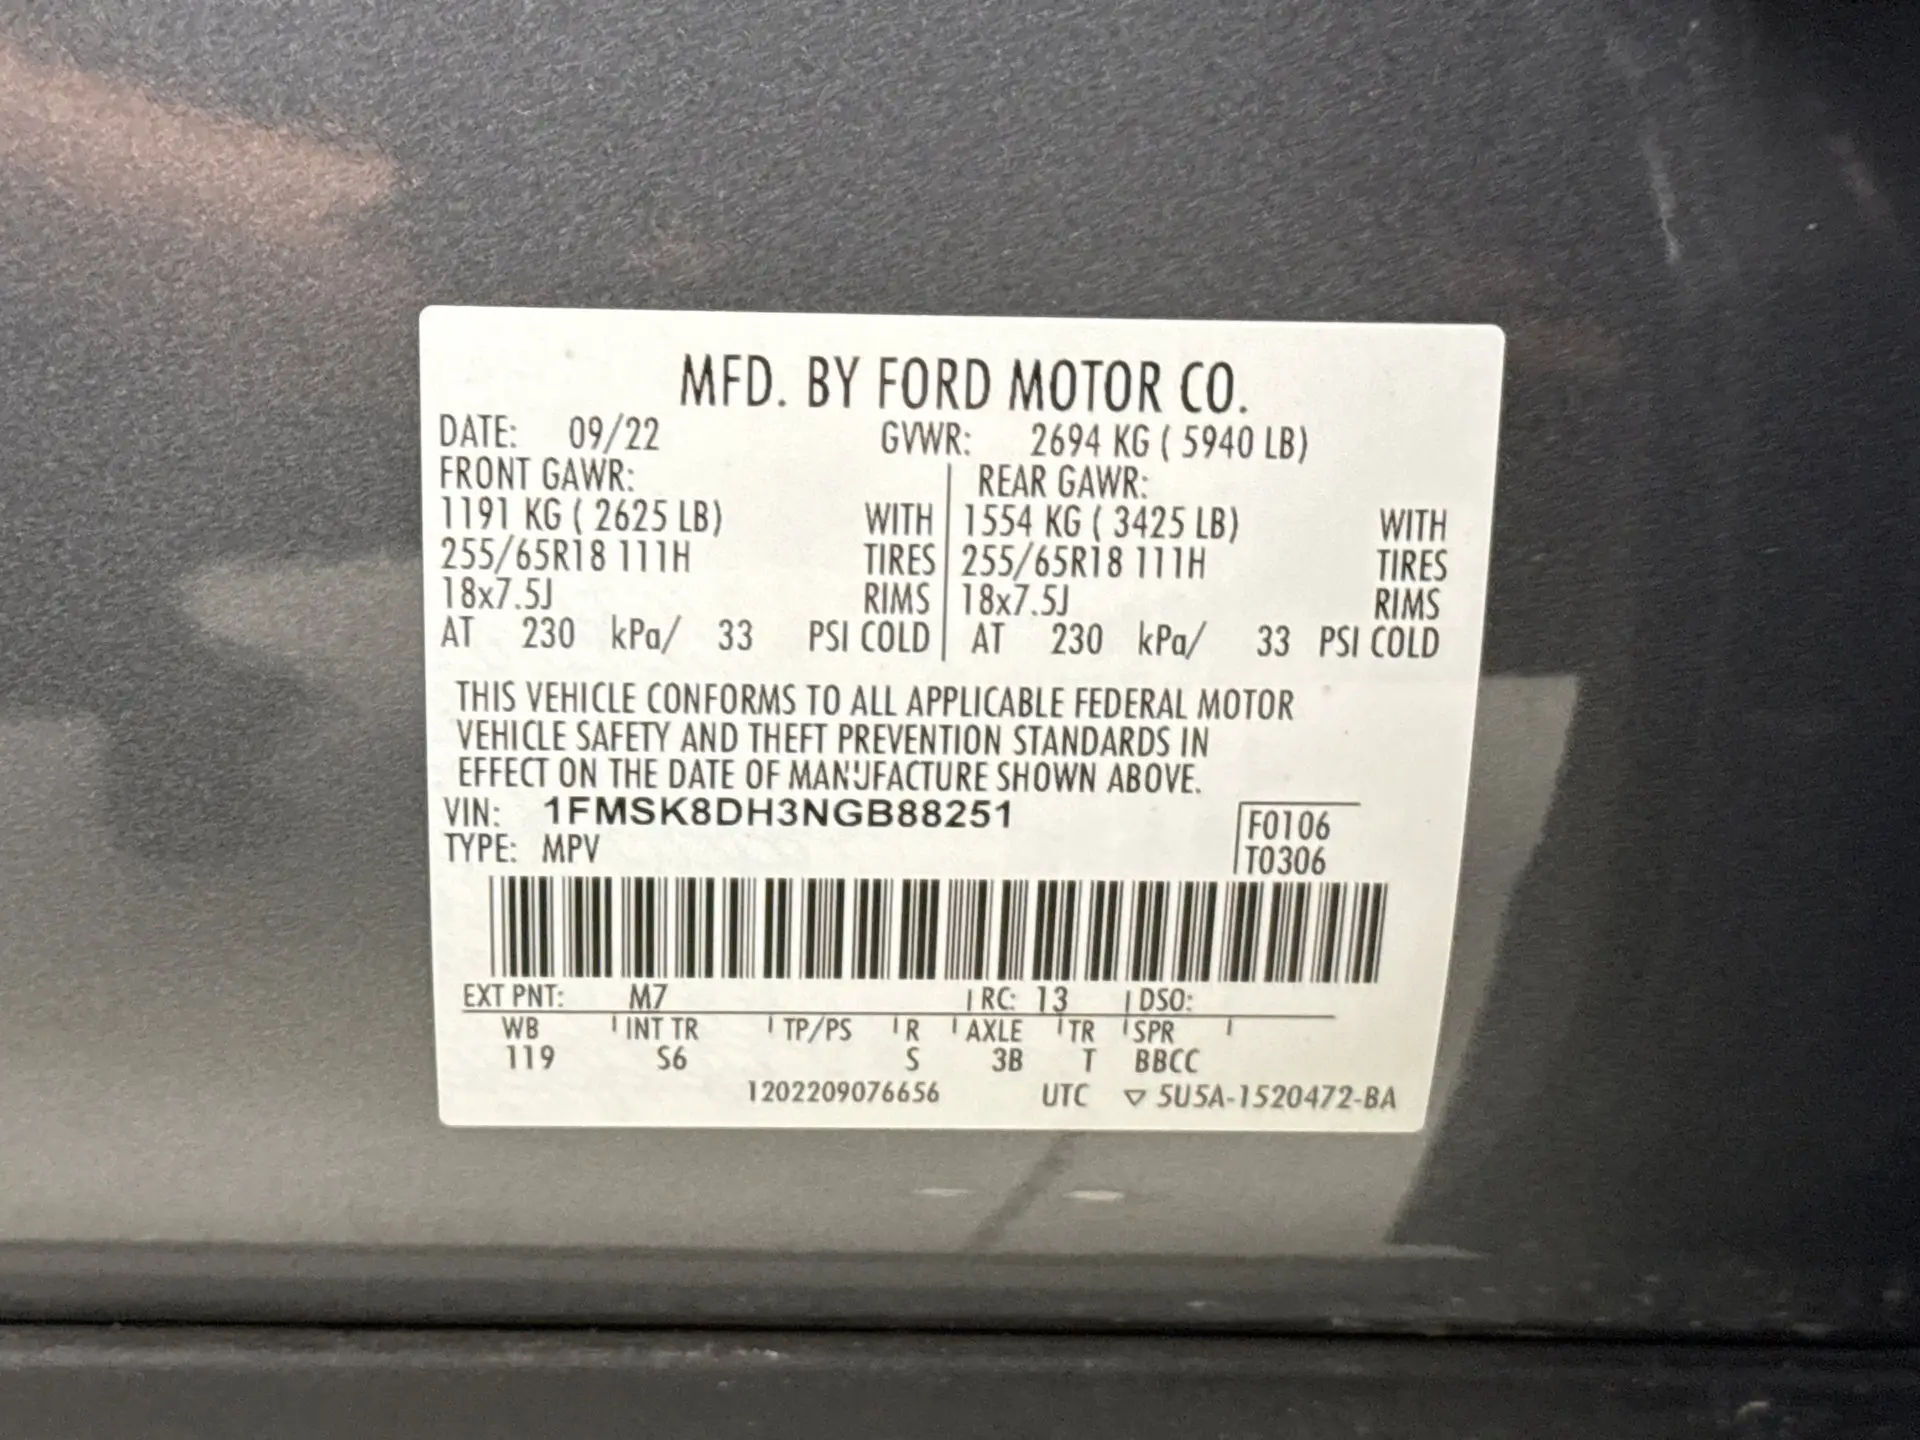 MFD. BY FORD MOTOR CO.
DATE: 09/22 GVWR: 2694 KG ( 5940 LB)
FRONT GAWR: REAR GAWR:
1191 KG ( 2625 LB) WITH 1554 KG ( 3425 LB) WITH
255/65R18 111H TIRES 255/65R18 111H TIRES
18x7.5J RIMS 18x7.5J RIMS
AT 230 kPa/ 33 PSI COLD AT 230 kPa/ 33 PSI COLD
THIS VEHICLE CONFORMS TO ALL APPLICABLE FEDERAL MOTOR
VEHICLE SAFETY AND THEFT PREVENTION STANDARDS IN
EFFECT ON THE DATE OF MANUFACTURE SHOWN ABOVE.
VIN: 1FMSK8DH3NGB88251 F0106
TYPE: MPV T0306
EXT PNT: M7 RC: 13 DSO:
WB INT TR TP/PS R AXLE TR SPR
119 S6 S 3B T BBCC
1202209076656 UTC ▽ 5U5A-1520472-BA